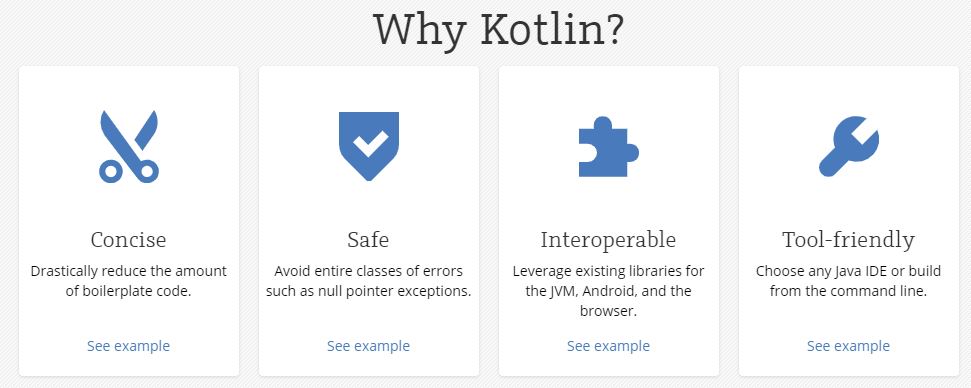 Why Kotlin?
Concise
Drastically reduce the amount
of boilerplate code.
See example
Safe
Avoid entire classes of errors
such as null pointer exceptions.
See example
Interoperable
Leverage existing libraries for
the JVM, Android, and the
browser.
See example
Tool-friendly
Choose any Java IDE or build
from the command line.
See example